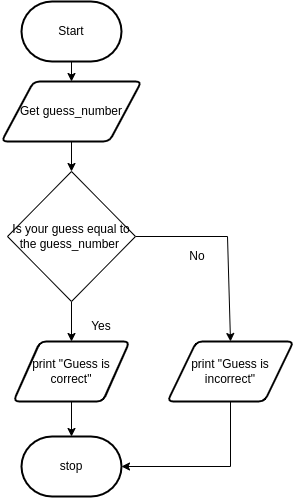 Start
Get guess_number
Is your guess equal to
the guess_number
No
Yes
print "Guess is
correct"
print "Guess is
incorrect"
stop